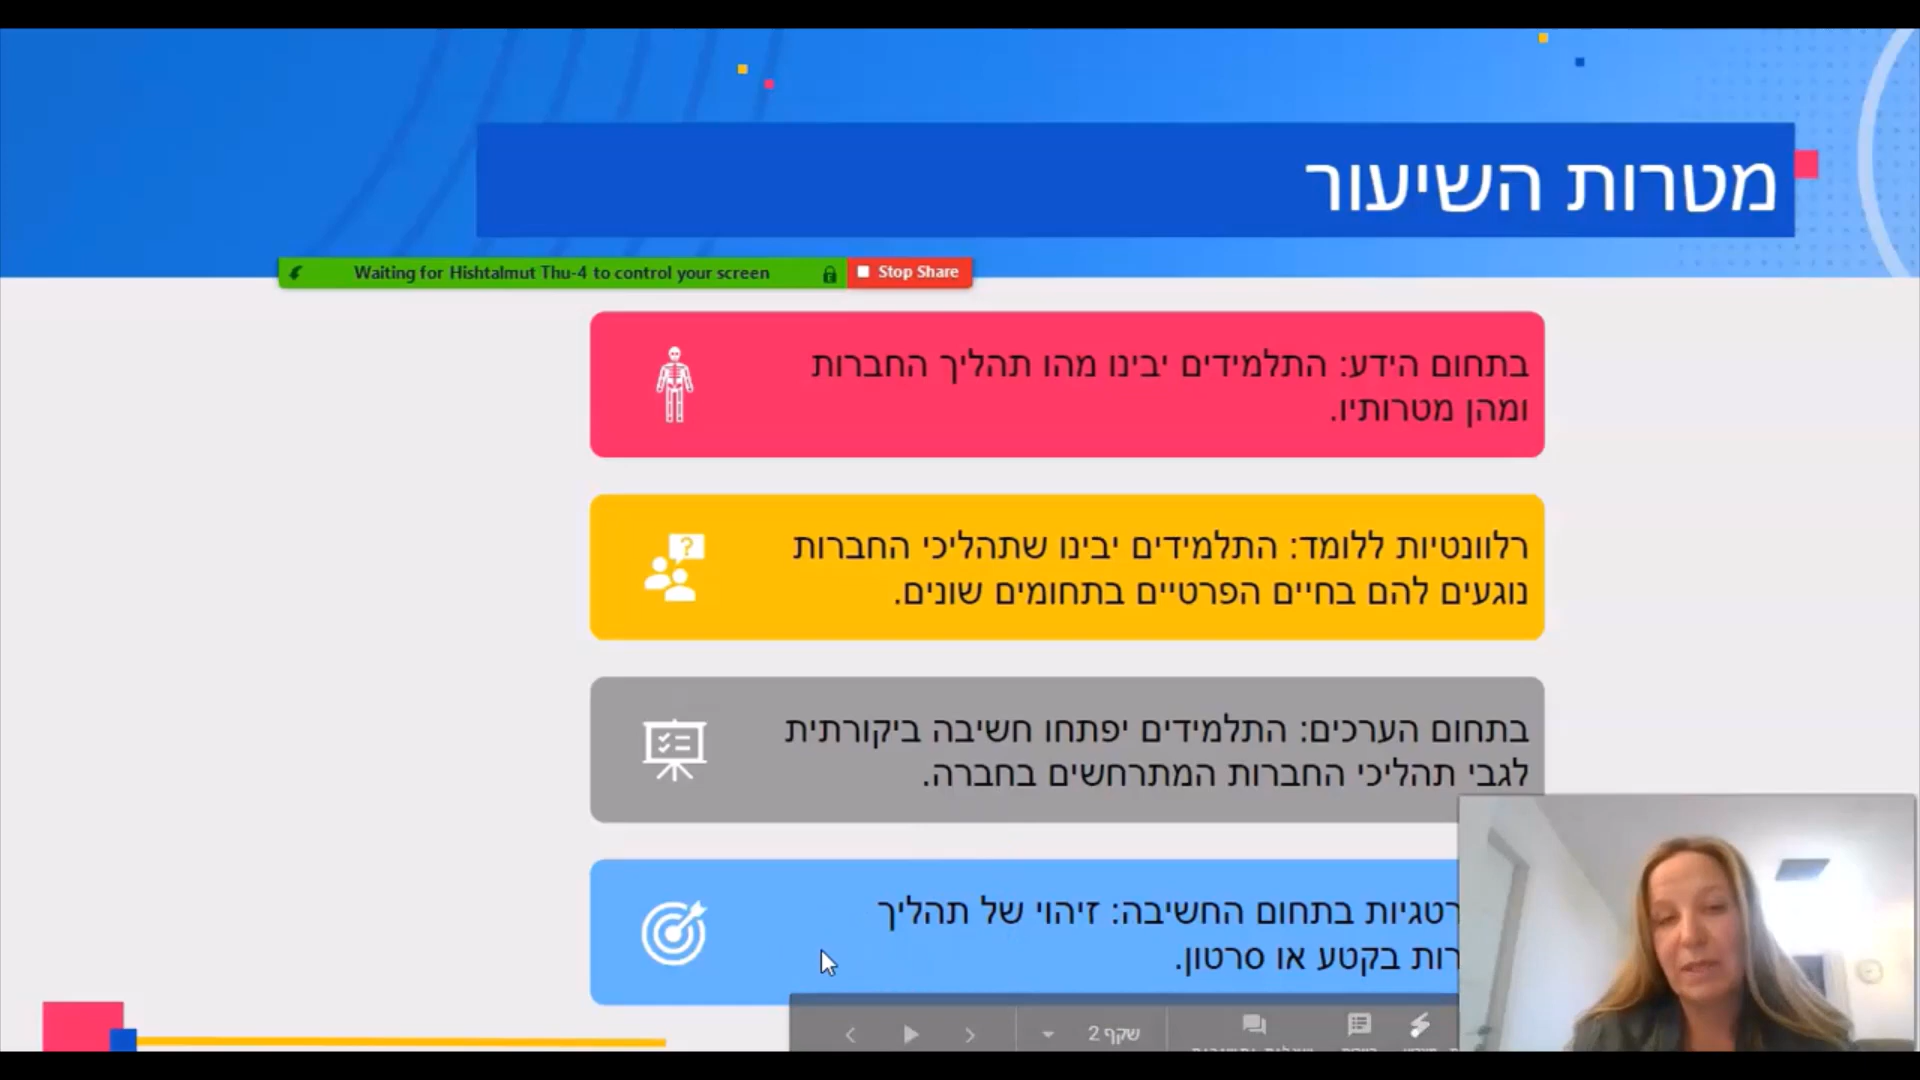 מטרות השיעור
Waiting for Hishtalmut Thu-4 to control your screen
Stop Share
בתחום הידע: התלמידים יבינו מהו תהליך החברות
ומהן מטרותיו.
רלוונטיות ללומד: התלמידים יבינו שתהליכי החברות
נוגעים להם בחיים הפרטיים בתחומים שונים.
בתחום הערכים: התלמידים יפתחו חשיבה ביקורתית
לגבי תהליכי החברות המתרחשים בחברה.
בתחום החשיבה: זיהוי של תהליך
בקטע או סרטון.
שקף 2